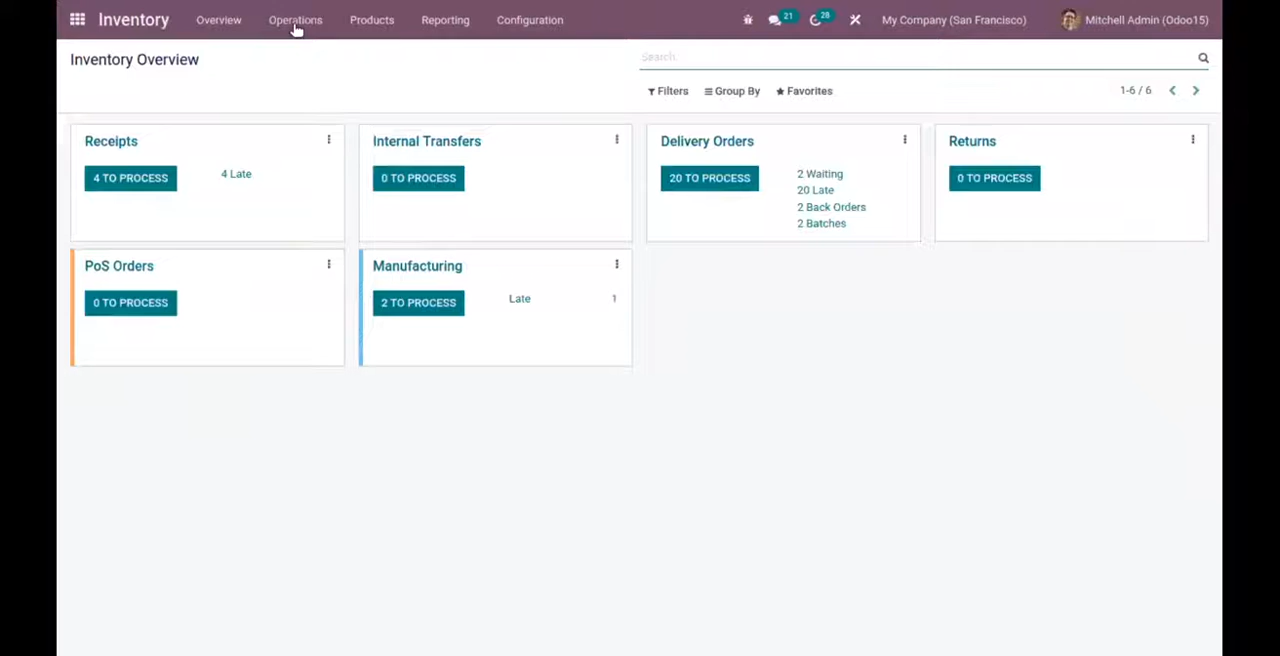 Inventory Overview Operations Products Reporting Configuration 21 28 My Company (San Francisco) Mitchell Admin (Odoo15)
Inventory Overview
Search...
Filters Group By Favorites 1-6 / 6
Receipts
4 TO PROCESS
4 Late
Internal Transfers
0 TO PROCESS
Delivery Orders
20 TO PROCESS
2 Waiting
20 Late
2 Back Orders
2 Batches
Returns
0 TO PROCESS
PoS Orders
0 TO PROCESS
Manufacturing
2 TO PROCESS
Late 1